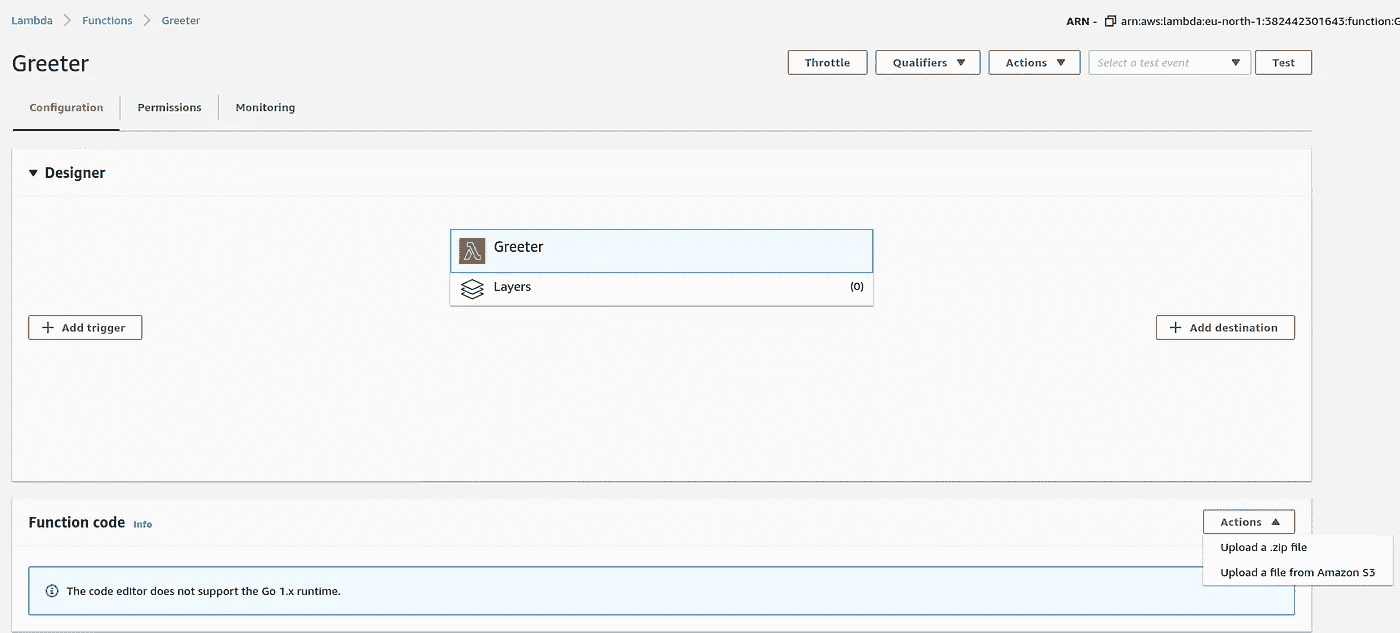 Lambda Functions Greeter
ARN - arn:aws:lambda:eu-north-1:382442301643:function:G
Greeter
Throttle Qualifiers Actions Select a test event Test
Configuration Permissions Monitoring
Designer
Greeter
Layers (0)
Add trigger
Add destination
Function code Info
Actions
Upload a .zip file
Upload a file from Amazon S3
The code editor does not support the Go 1.x runtime.